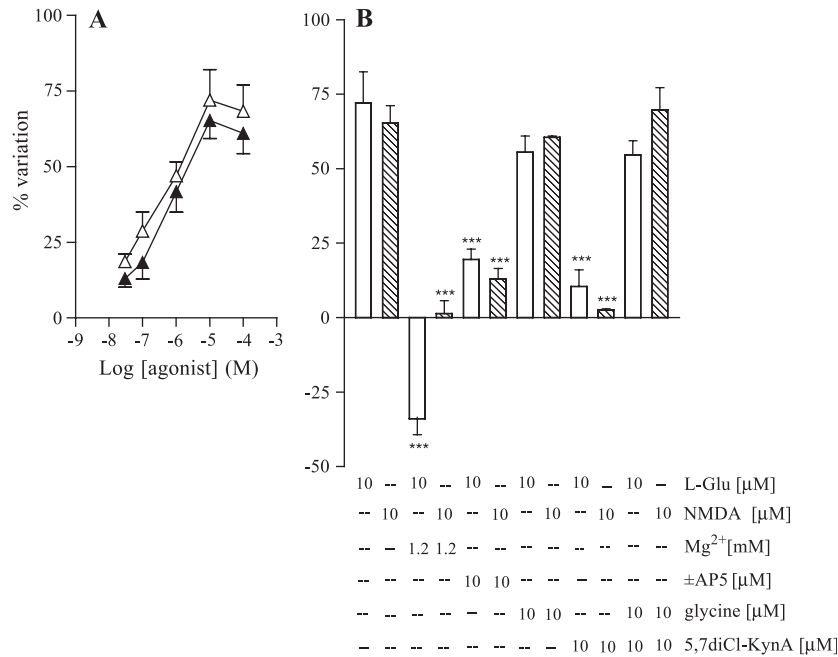 A
B
100
75
50
25
0
% variation
-9 -8 -7 -6 -5 -4 -3
Log [agonist] (M)
100
75
50
25
0
-25
-50
***
***
***
***
***
***
10 -- 10 -- 10 -- 10 -- 10 – 10 – L-Glu [µM]
-- 10 -- 10 -- 10 -- 10 -- 10 -- 10 NMDA [µM]
-- – 1.2 1.2 -- -- -- -- -- -- -- -- Mg²⁺[mM]
-- -- -- -- 10 10 -- -- – -- -- -- ±AP5 [µM]
-- -- -- -- – -- 10 10 -- -- 10 10 glycine [µM]
– -- -- -- -- -- -- – 10 10 10 10 5,7diCl-KynA [µM]